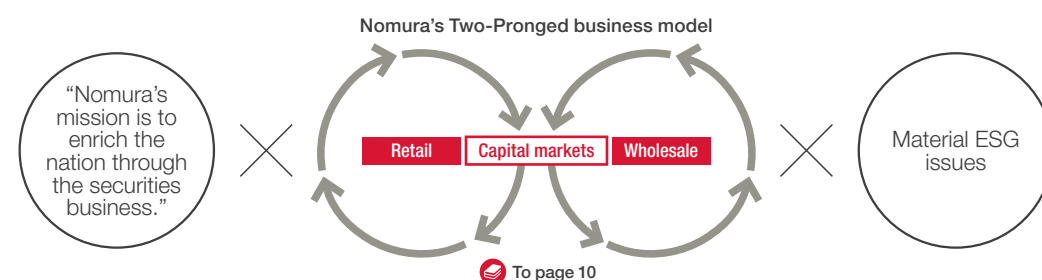 Nomura’s Two-Pronged business model
“Nomura’s
mission is to
enrich the
nation through
the securities
business.”
Retail
Capital markets
Wholesale
Material ESG
issues
To page 10